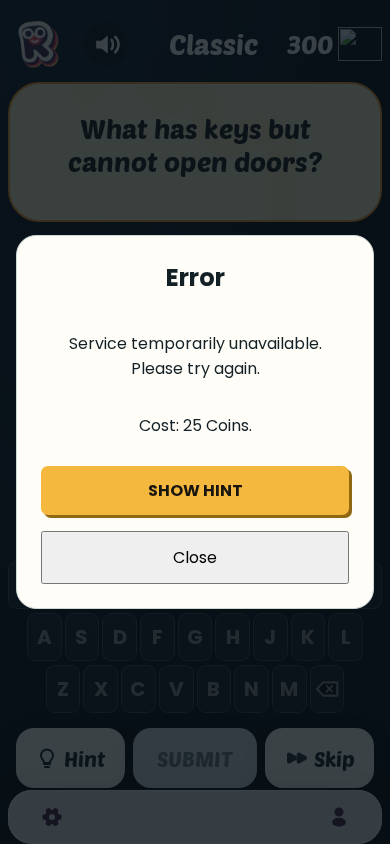 Classic 300
What has keys but
cannot open doors?
Error
Service temporarily unavailable.
Please try again.
Cost: 25 Coins.
SHOW HINT
Close
A S D F G H J K L
Z X C V B N M
Hint SUBMIT Skip